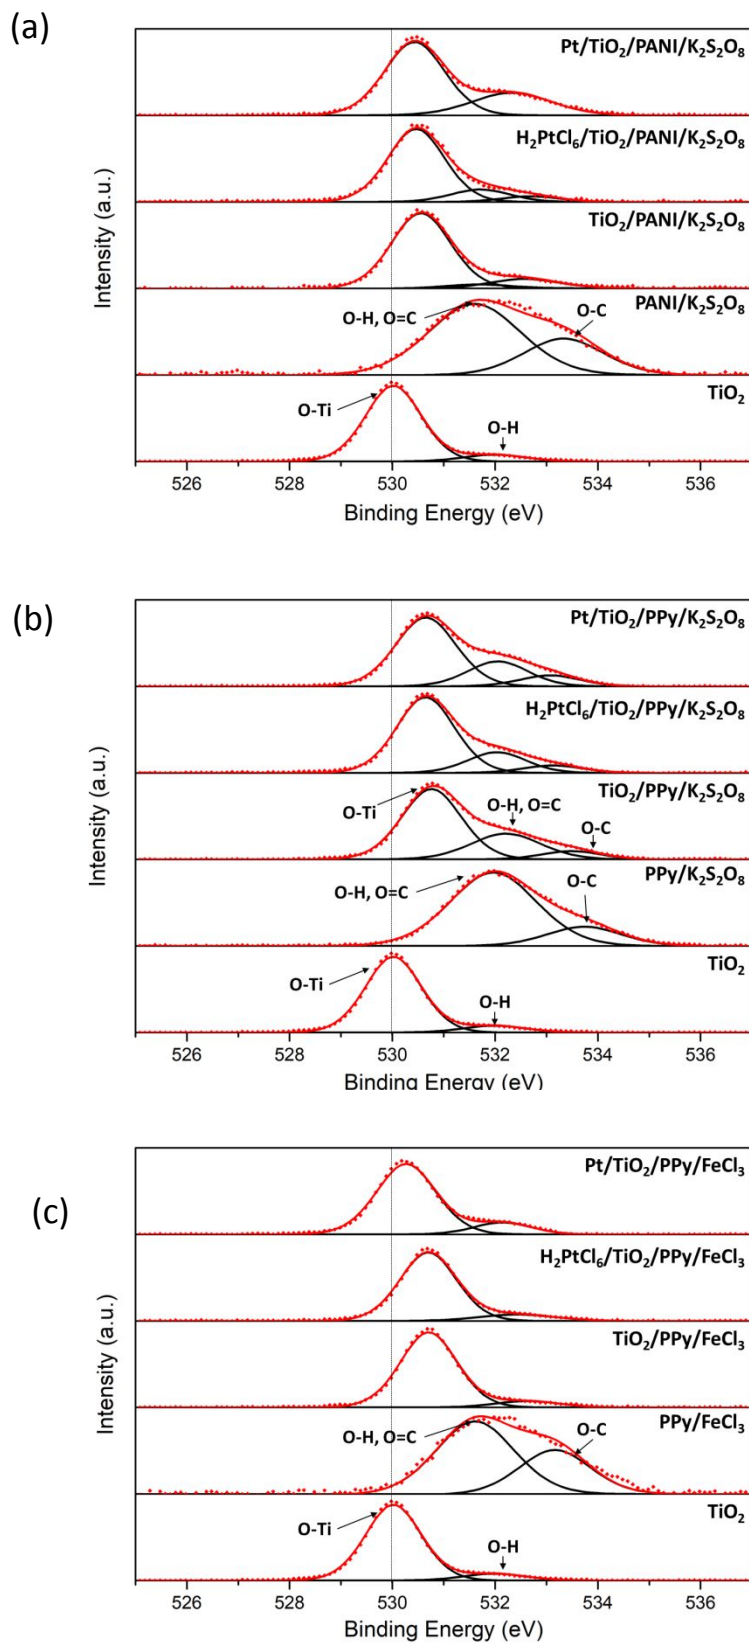 (a)
Pt/TiO₂/PANI/K₂S₂O₈
H₂PtCl₆/TiO₂/PANI/K₂S₂O₈
TiO₂/PANI/K₂S₂O₈
PANI/K₂S₂O₈
O-H, O=C
O-C
TiO₂
O-Ti
O-H
Intensity (a.u.)
526 528 530 532 534 536
Binding Energy (eV)
(b)
Pt/TiO₂/PPy/K₂S₂O₈
H₂PtCl₆/TiO₂/PPy/K₂S₂O₈
TiO₂/PPy/K₂S₂O₈
O-Ti
O-H, O=C
O-C
PPy/K₂S₂O₈
O-H, O=C
O-C
TiO₂
O-Ti
O-H
Intensity (a.u.)
526 528 530 532 534 536
Binding Energy (eV)
(c)
Pt/TiO₂/PPy/FeCl₃
H₂PtCl₆/TiO₂/PPy/FeCl₃
TiO₂/PPy/FeCl₃
PPy/FeCl₃
O-H, O=C
O-C
TiO₂
O-Ti
O-H
Intensity (a.u.)
526 528 530 532 534 536
Binding Energy (eV)